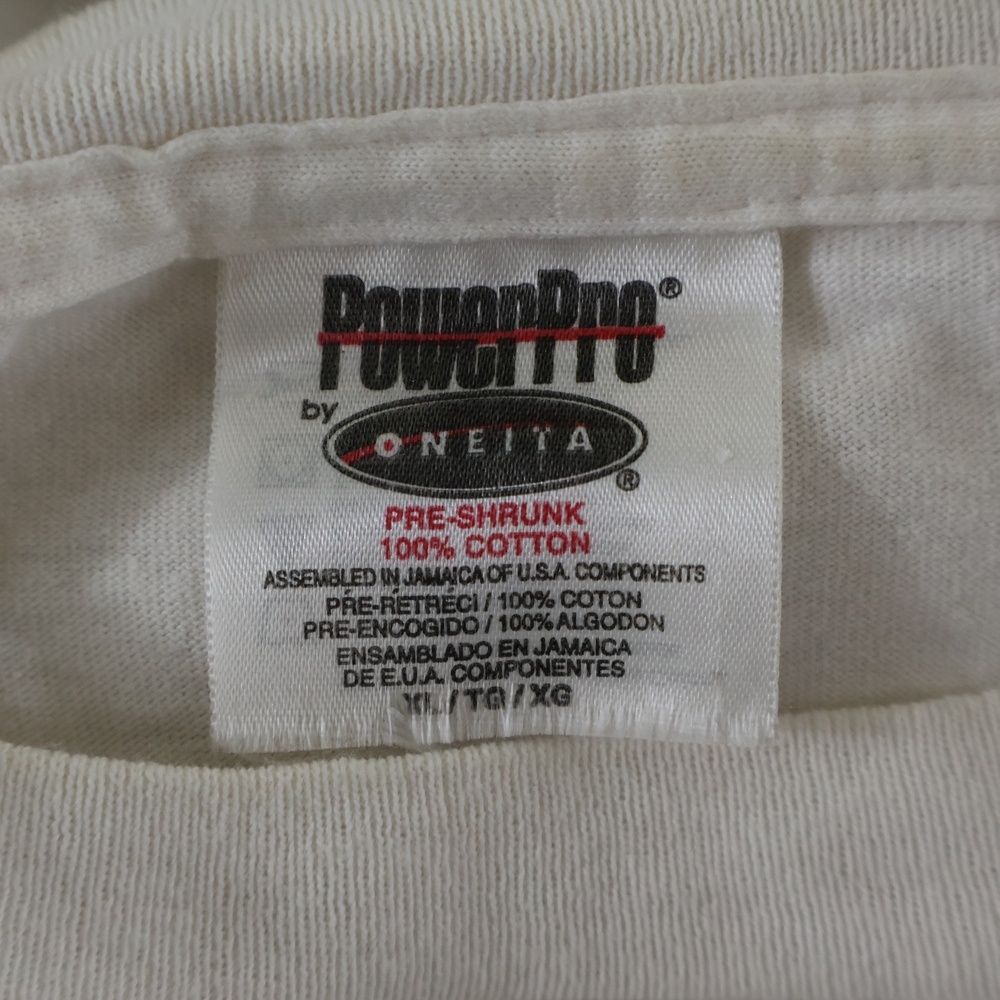 PowerPro®
by ONEITA®
PRE-SHRUNK
100% COTTON
ASSEMBLED IN JAMAICA OF U.S.A. COMPONENTS
PRÉ-RÉTRÉCI / 100% COTON
PRE-ENCOGIDO / 100% ALGODON
ENSAMBLADO EN JAMAICA
DE E.U.A. COMPONENTES
XL / TG / XG